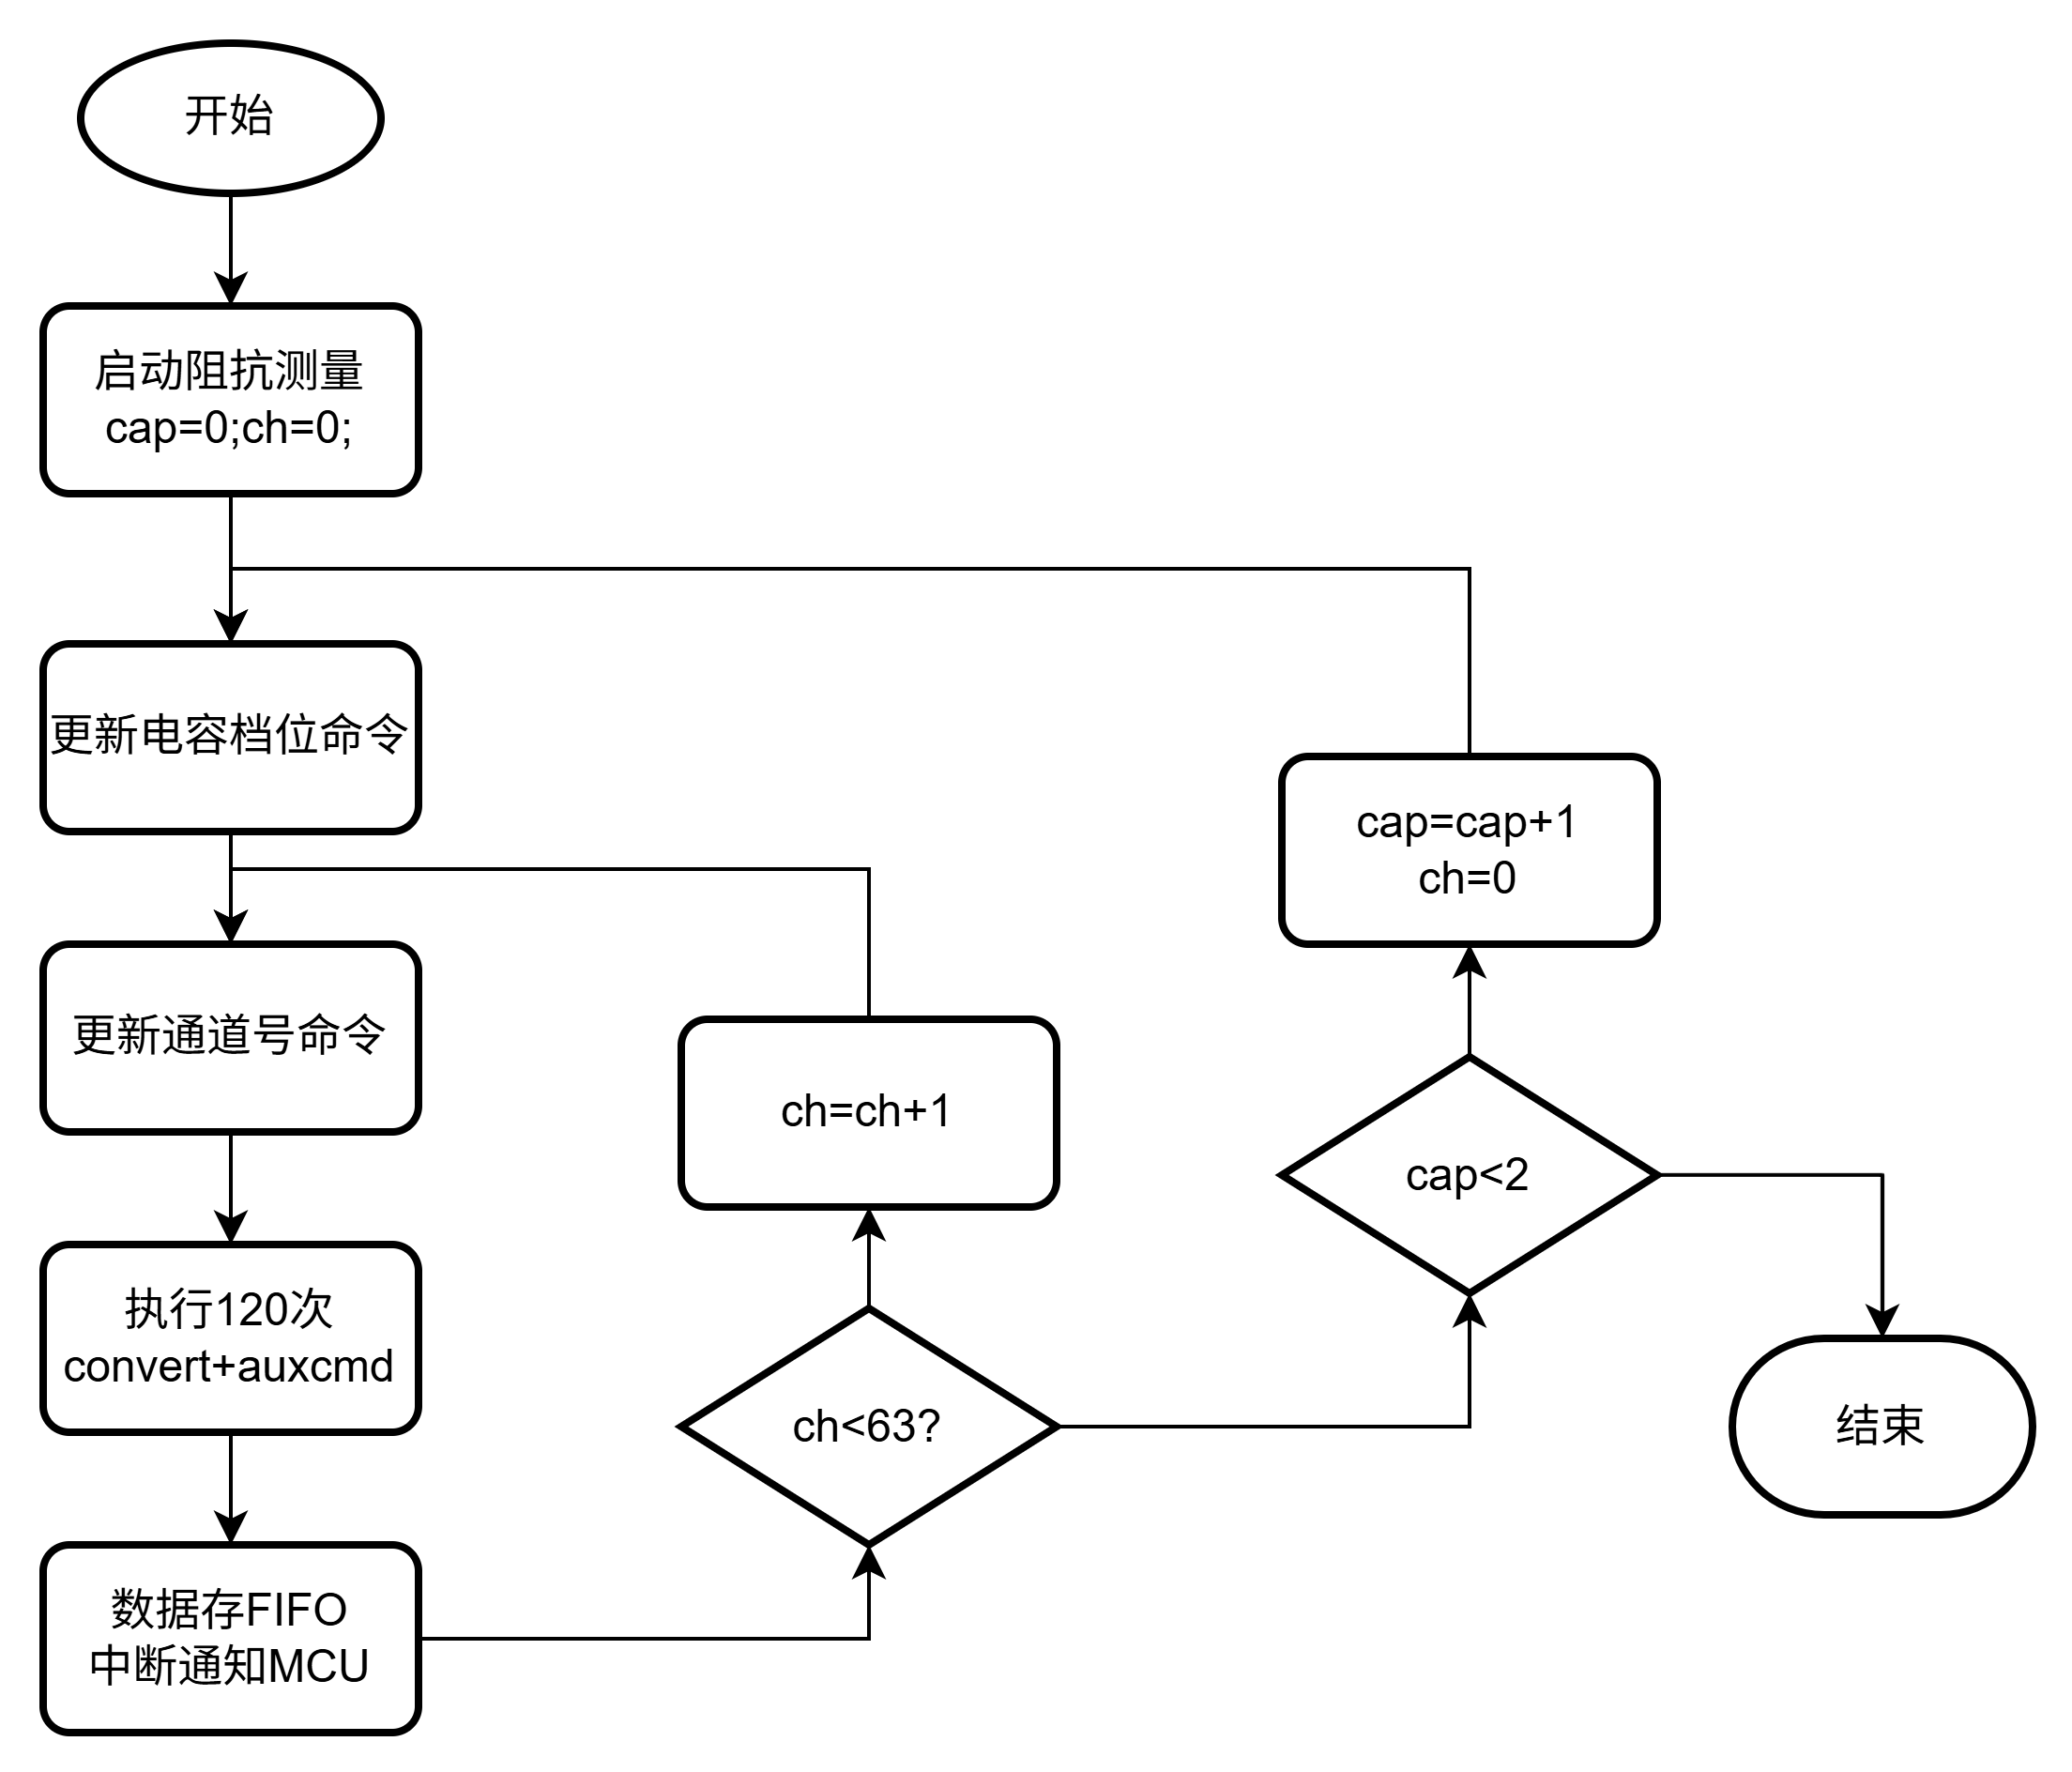 开始
启动阻抗测量
cap=0;ch=0;
更新电容档位命令
更新通道号命令
执行120次
convert+auxcmd
数据存FIFO
中断通知MCU
ch=ch+1
ch<63?
cap=cap+1
ch=0
cap<2
结束